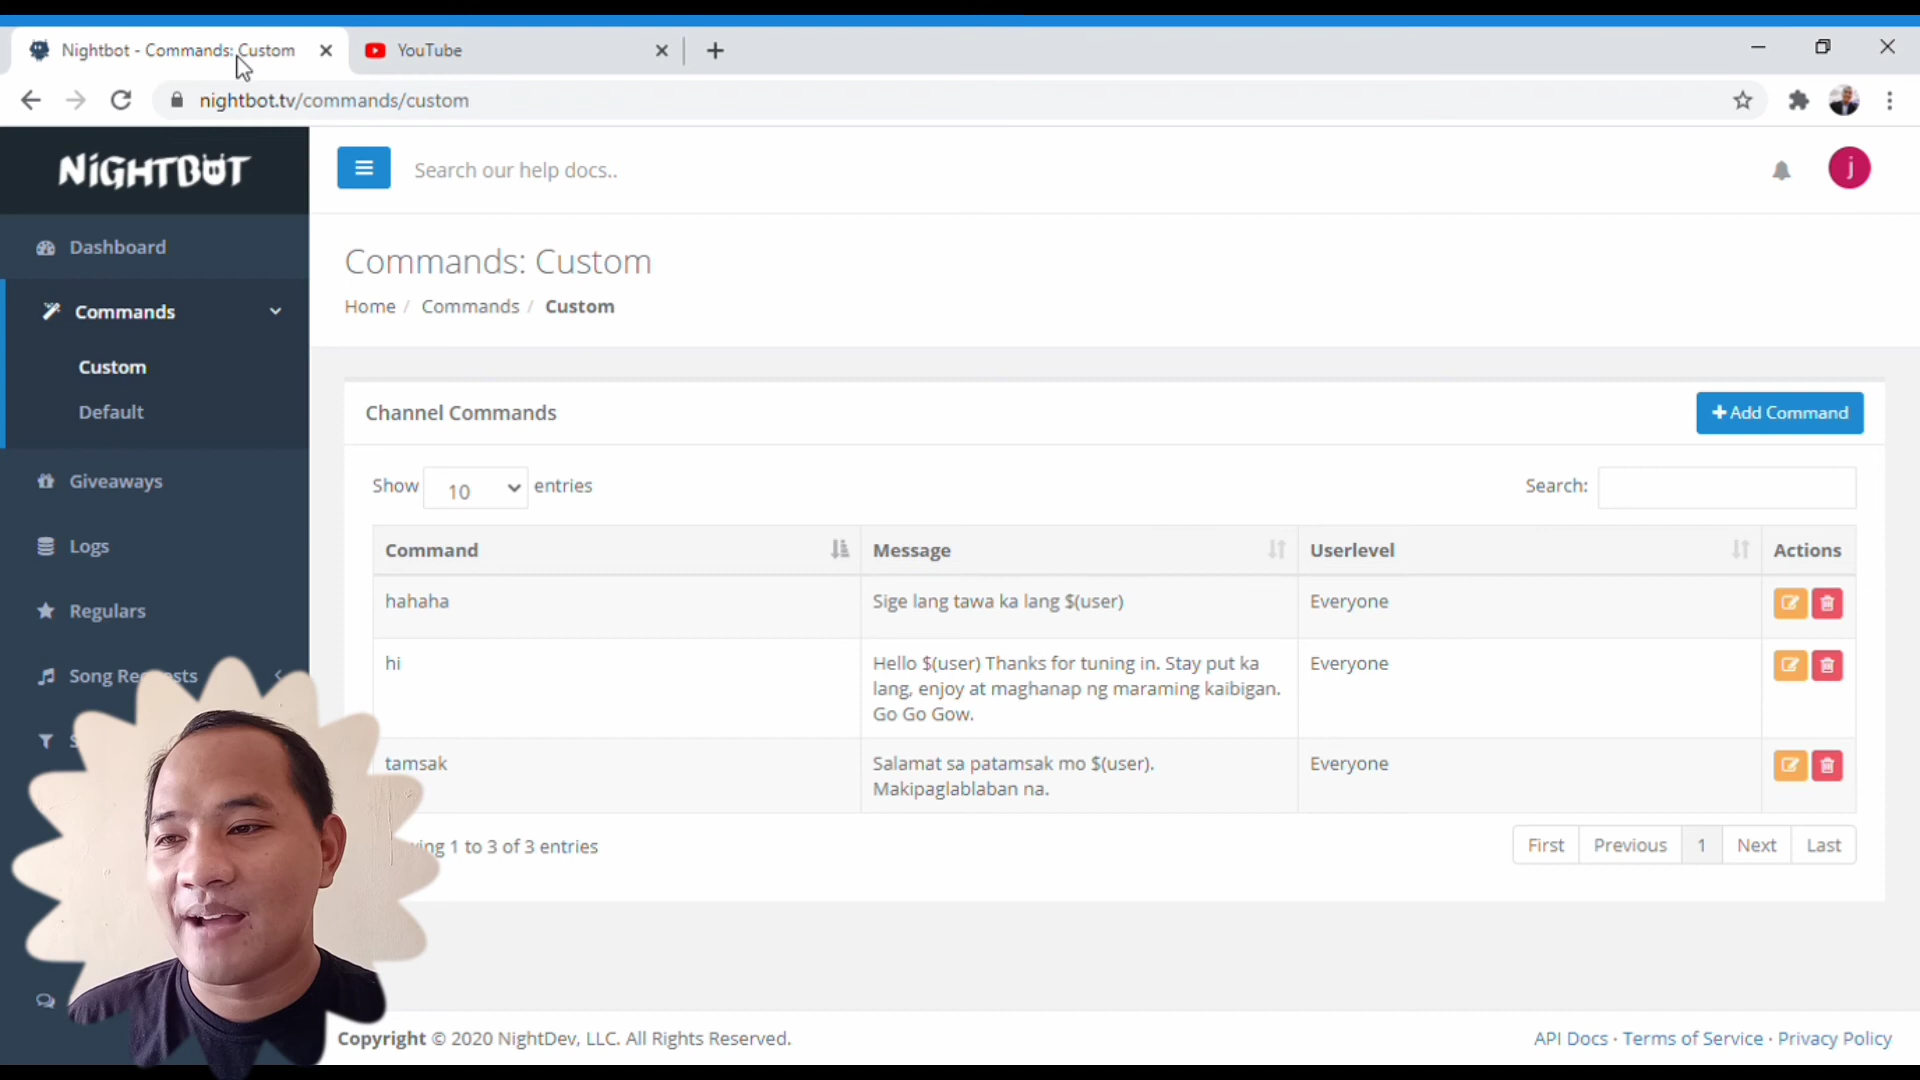 Nightbot - Commands: Custom
YouTube
nightbot.tv/commands/custom
NIGHTBOT
Search our help docs..
j
Dashboard
Commands
Custom
Default
Giveaways
Logs
Regulars
Commands: Custom
Home / Commands / Custom
Channel Commands
Add Command
Show 10 entries
Search:
Command Message Userlevel Actions
hahaha Sige lang tawa ka lang $(user) Everyone
hi Hello $(user) Thanks for tuning in. Stay put ka Everyone
lang, enjoy at maghanap ng maraming kaibigan.
Go Go Gow.
tamsak Salamat sa patamsak mo $(user). Everyone
Makipaglablaban na.
1 to 3 of 3 entries
First Previous 1 Next Last
Copyright © 2020 NightDev, LLC. All Rights Reserved.
API Docs · Terms of Service · Privacy Policy